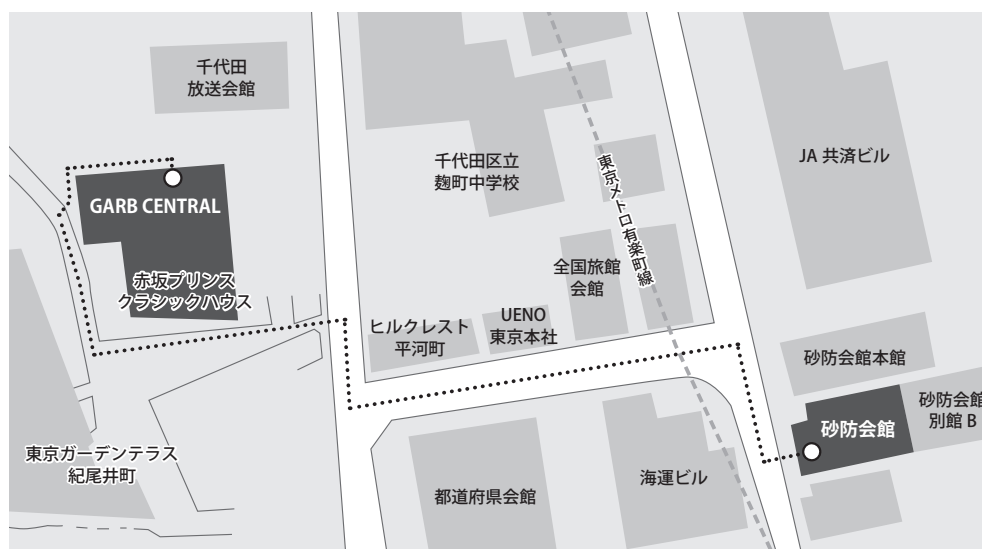 千代田
放送会館
千代田区立
麹町中学校
JA 共済ビル
東京メトロ有楽町線
GARB CENTRAL
赤坂プリンス
クラシックハウス
全国旅館
会館
UENO
東京本社
ヒルクレスト
平河町
砂防会館本館
砂防会館
別館 B
砂防会館
東京ガーデンテラス
紀尾井町
都道府県会館
海運ビル